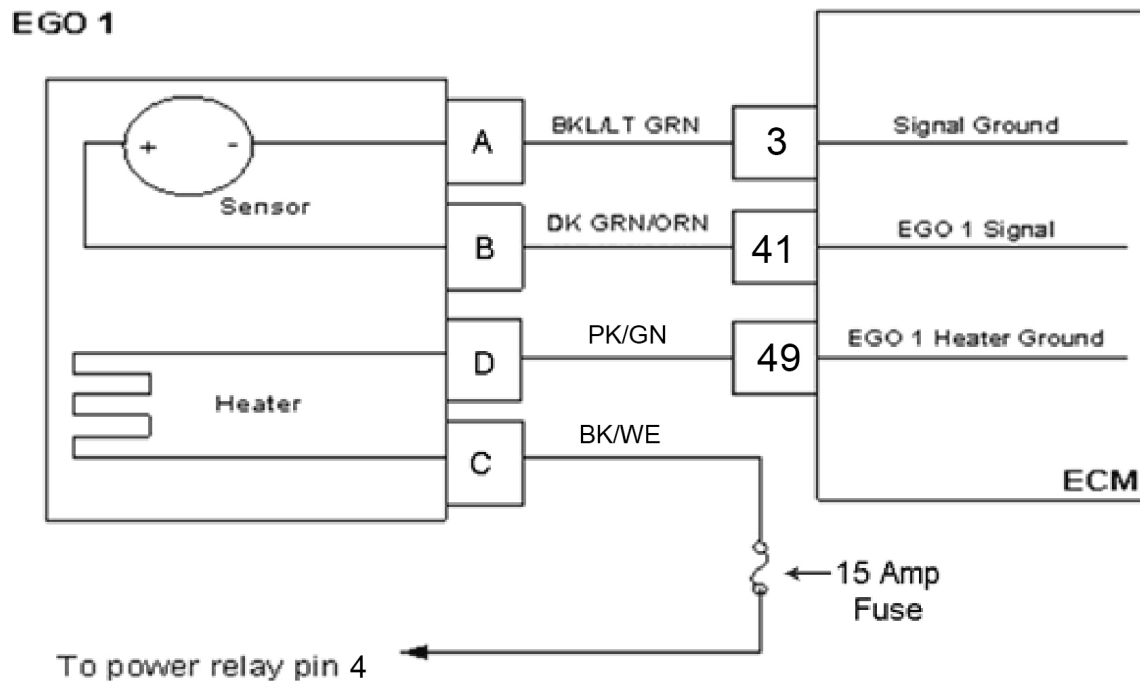 EGO 1
A
BKL/LT GRN
3
Signal Ground
+
-
Sensor
B
DK GRN/ORN
41
EGO 1 Signal
D
PK/GN
49
EGO 1 Heater Ground
Heater
C
BK/WE
ECM
15 Amp
Fuse
To power relay pin 4